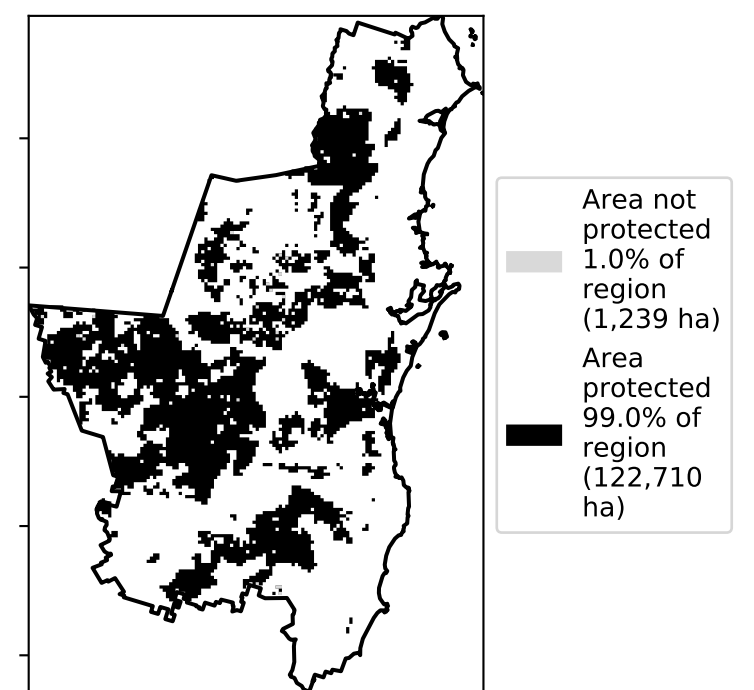 Area not
protected
1.0% of
region
(1,239 ha)
Area
protected
99.0% of
region
(122,710
ha)